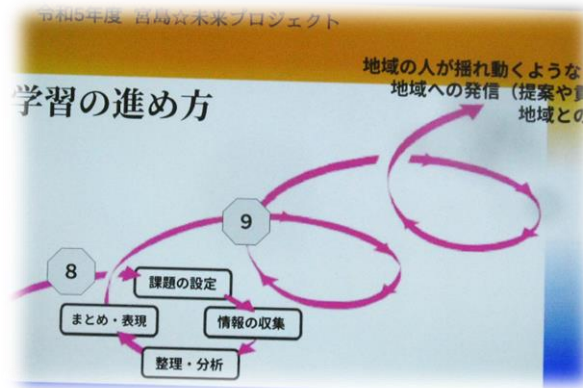 令和5年度 宮島☆未来プロジェクト
地域の人が揺れ動くような
地域への発信（提案や
地域との
学習の進め方
9
8
課題の設定
まとめ・表現
情報の収集
整理・分析